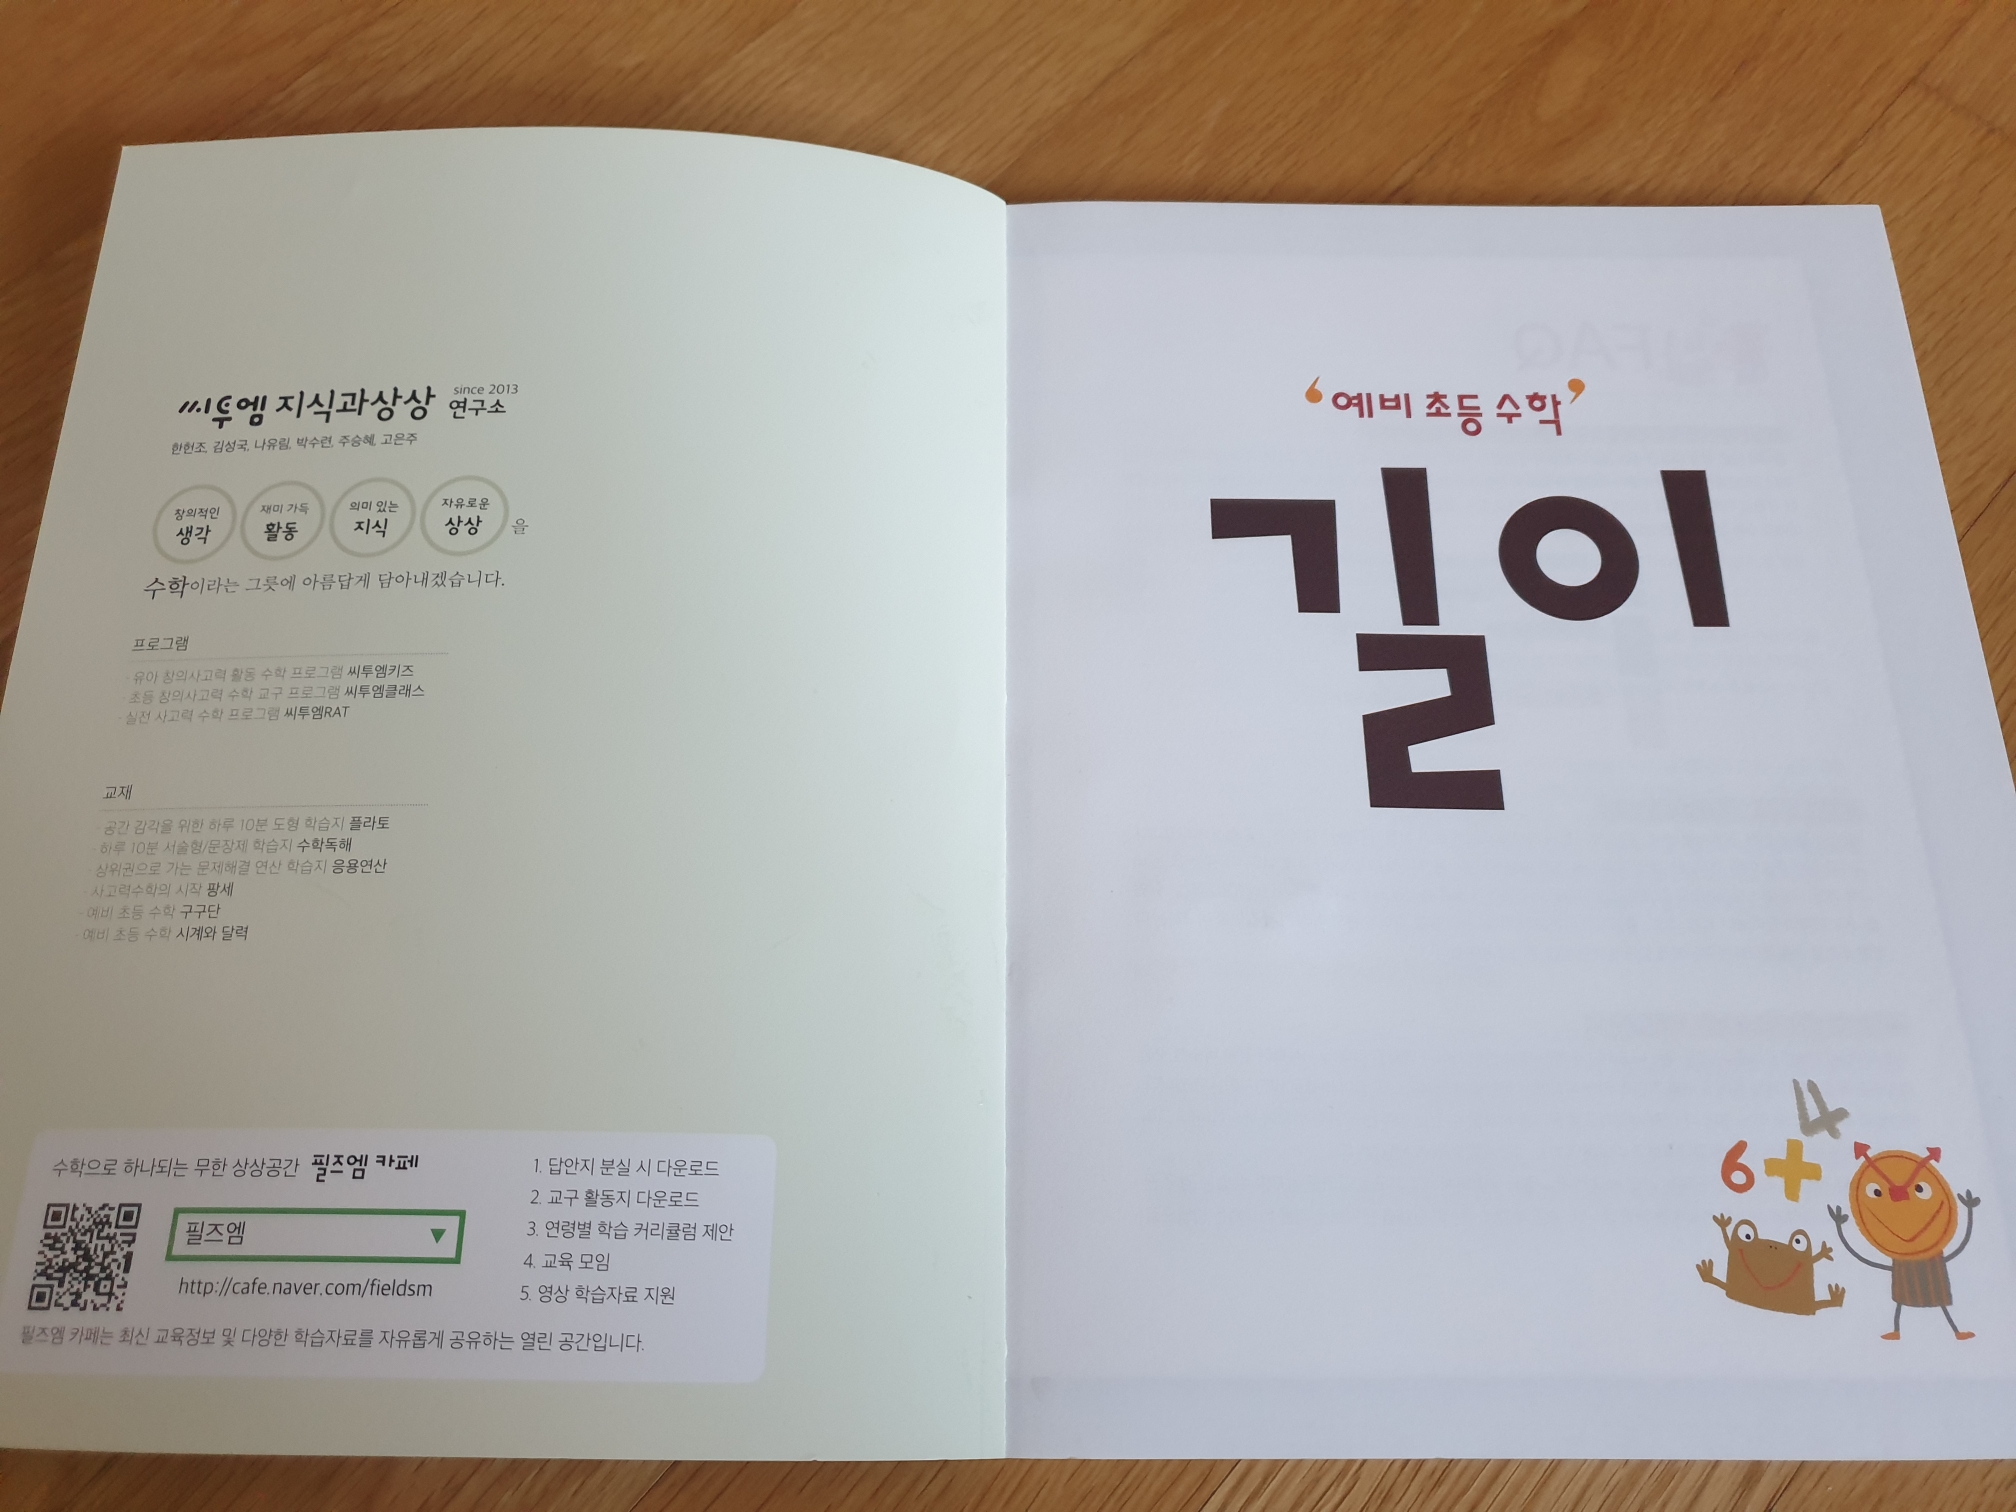 씨투엠 지식과상상 연구소 since 2013
한헌조, 김성국, 나유림, 박수련, 주승혜, 고은주
창의적인 생각 재미 가득 활동 의미 있는 지식 자유로운 상상 을
수학이라는 그릇에 아름답게 담아내겠습니다.
프로그램
· 유아 창의사고력 활동 수학 프로그램 씨투엠키즈
· 초등 창의사고력 수학 교구 프로그램 씨투엠클래스
· 실전 사고력 수학 프로그램 씨투엠RAT
교재
· 공간 감각을 위한 하루 10분 도형 학습지 플라토
· 하루 10분 서술형/문장제 학습지 수학독해
· 상위권으로 가는 문제해결 연산 학습지 응용연산
· 사고력수학의 시작 팡세
· 예비 초등 수학 구구단
· 예비 초등 수학 시계와 달력
수학으로 하나되는 무한 상상공간 필즈엠 카페
필즈엠
http://cafe.naver.com/fieldsm
1. 답안지 분실 시 다운로드
2. 교구 활동지 다운로드
3. 연령별 학습 커리큘럼 제안
4. 교육 모임
5. 영상 학습자료 지원
필즈엠 카페는 최신 교육정보 및 다양한 학습자료를 자유롭게 공유하는 열린 공간입니다.
‘예비 초등 수학’
길이
6+4